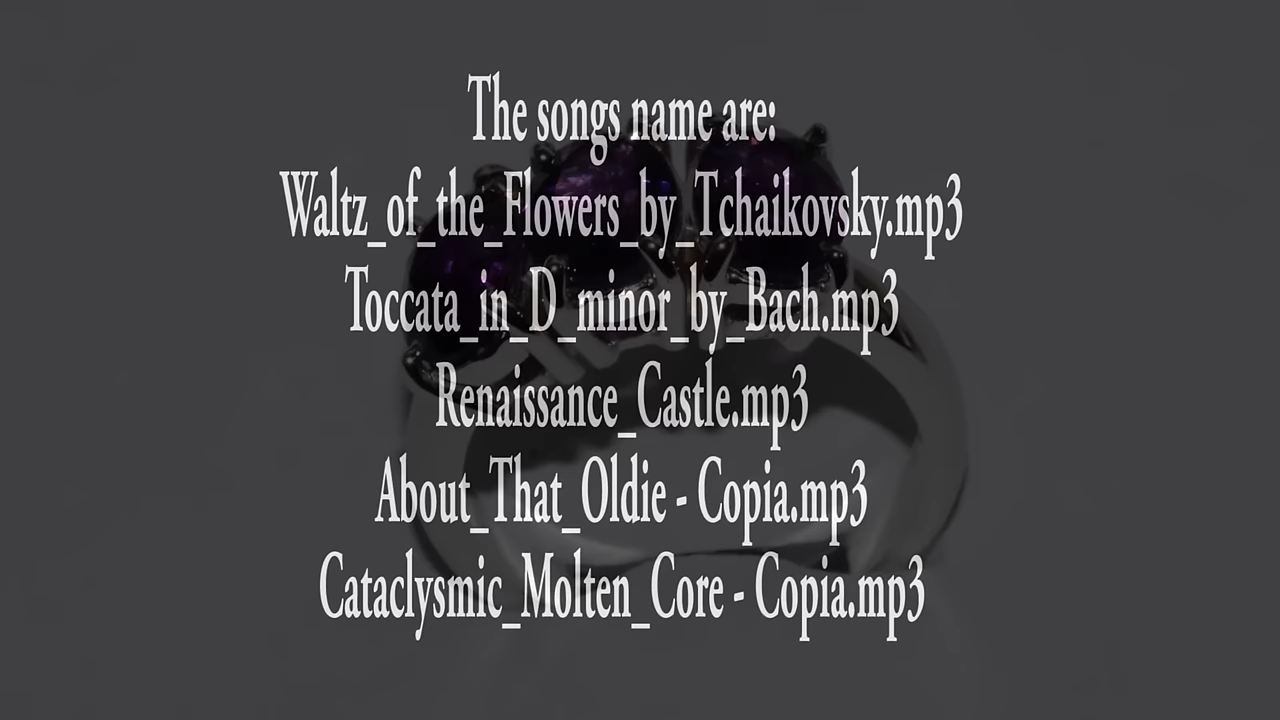 The songs name are:
Waltz_of_the_Flowers_by_Tchaikovsky.mp3
Toccata_in_D_minor_by_Bach.mp3
Renaissance_Castle.mp3
About_That_Oldie - Copia.mp3
Cataclysmic_Molten_Core - Copia.mp3